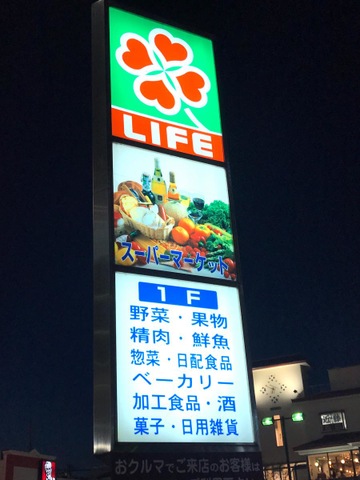 LIFE
スーパーマーケット
1F
野菜・果物
精肉・鮮魚
惣菜・日配食品
ベーカリー
加工食品・酒
菓子・日用雑貨
おクルマでご来店のお客様は